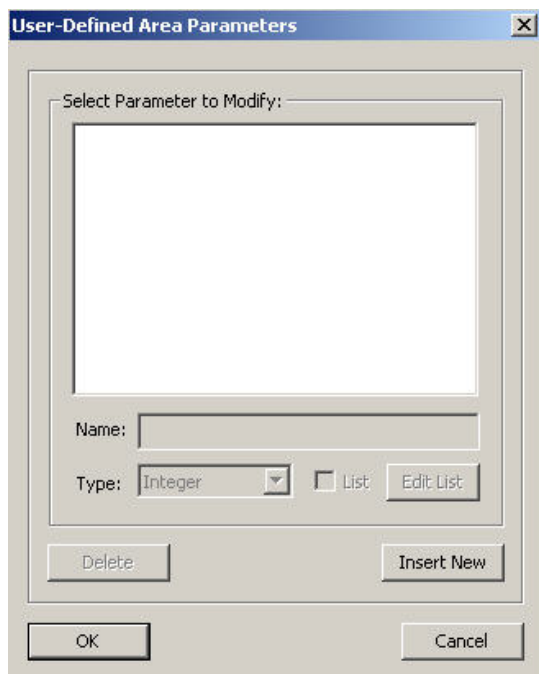 User-Defined Area Parameters
Select Parameter to Modify:
Name:
Type: Integer List Edit List
Delete Insert New
OK Cancel